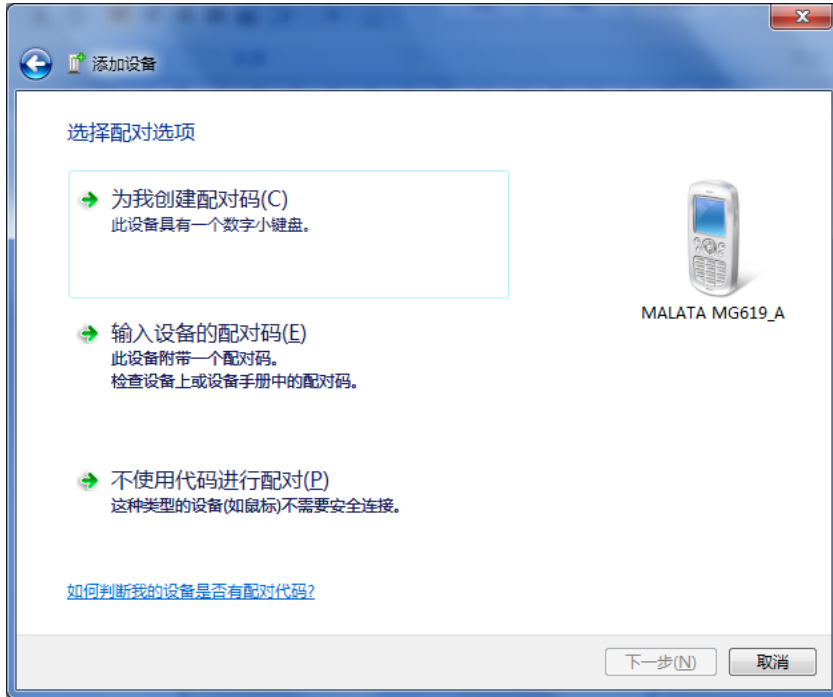 添加设备
选择配对选项
为我创建配对码(C)
此设备具有一个数字小键盘。
MALATA MG619_A
输入设备的配对码(E)
此设备附带一个配对码。
检查设备上或设备手册中的配对码。
不使用代码进行配对(P)
这种类型的设备(如鼠标)不需要安全连接。
如何判断我的设备是否有配对代码?
下一步(N)
取消